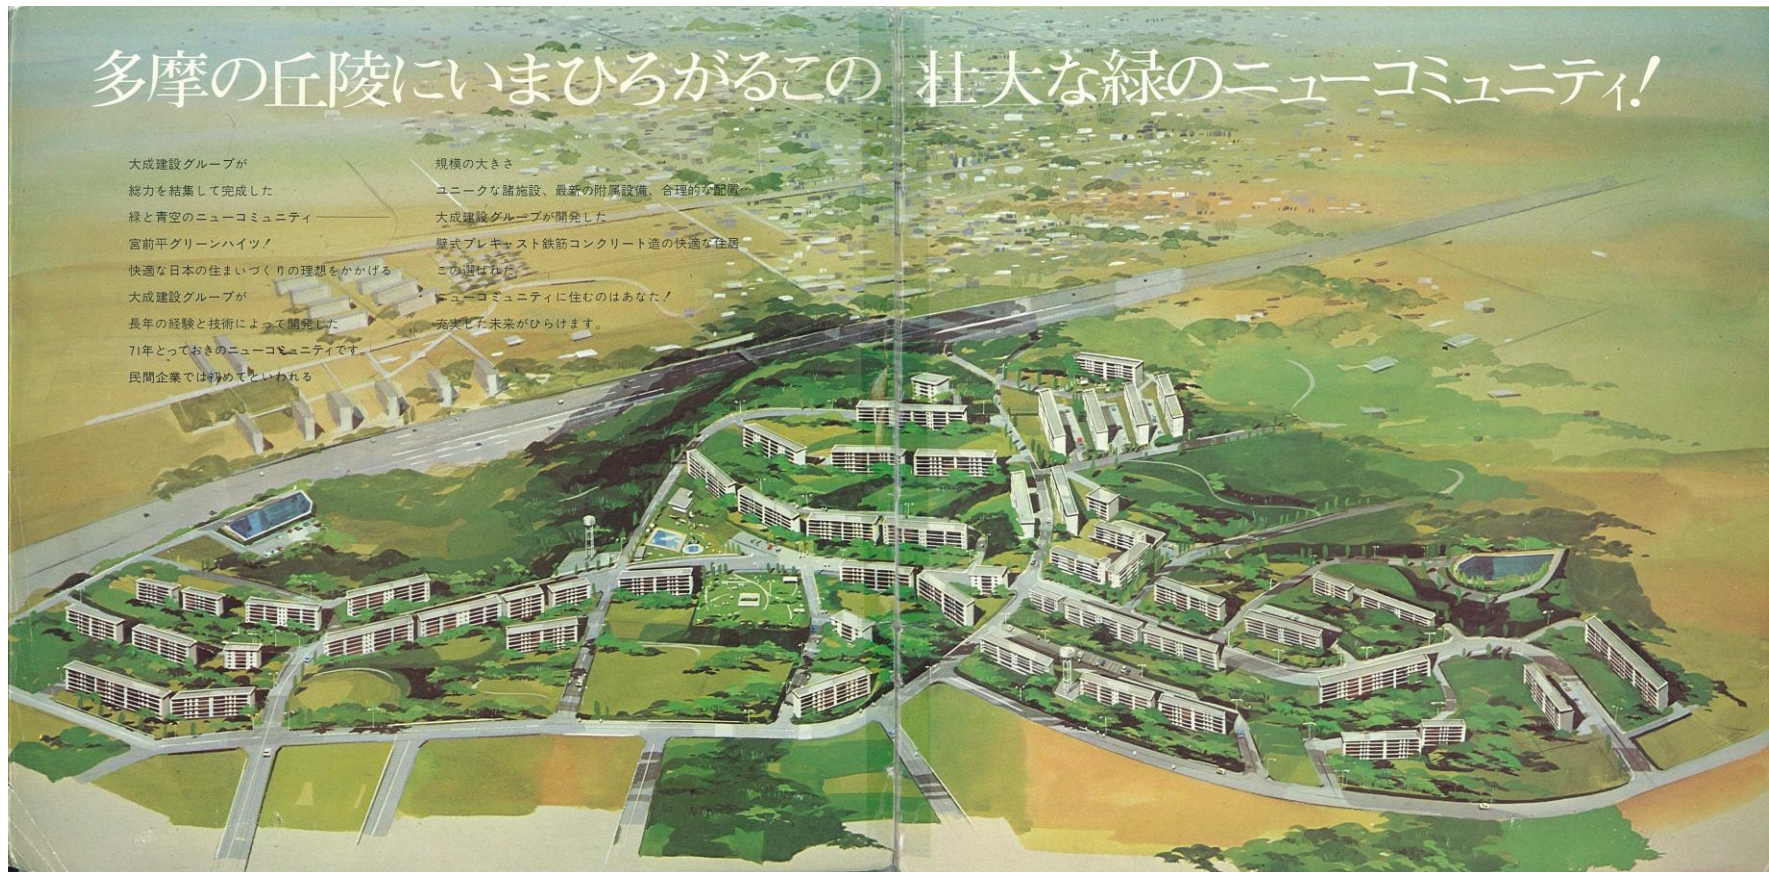 多摩の丘陵にいまひろがるこの壮大な緑のニューコミュニティ!
大成建設グループが
総力を結集して完成した
緑と青空のニューコミュニティ――
宮前平グリーンハイツ!
快適な日本の住まいづくりの理想をかかげる
大成建設グループが
長年の経験と技術によって開発した
71年とっておきのニューコミュニティです。
民間企業では初めてといわれる
規模の大きさ
ユニークな諸施設、最新の附属設備、合理的な配置…
大成建設グループが開発した
壁式プレキャスト鉄筋コンクリート造の快適な住居
この選ばれた
ニューコミュニティに住むのはあなた!
充実した未来がひらけます。